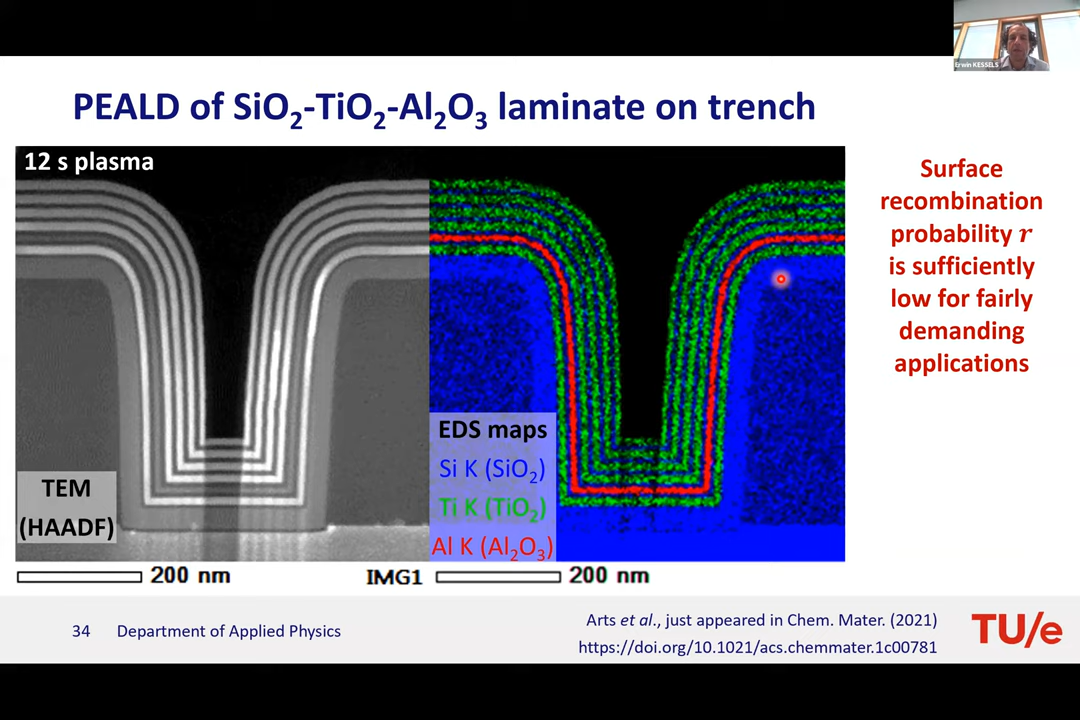 Erwin KESSELS
PEALD of SiO₂-TiO₂-Al₂O₃ laminate on trench
12 s plasma
TEM
(HAADF)
EDS maps
Si K (SiO₂)
Ti K (TiO₂)
Al K (Al₂O₃)
200 nm
IMG1
200 nm
Surface
recombination
probability r
is sufficiently
low for fairly
demanding
applications
34
Department of Applied Physics
Arts et al., just appeared in Chem. Mater. (2021)
https://doi.org/10.1021/acs.chemmater.1c00781
TU/e